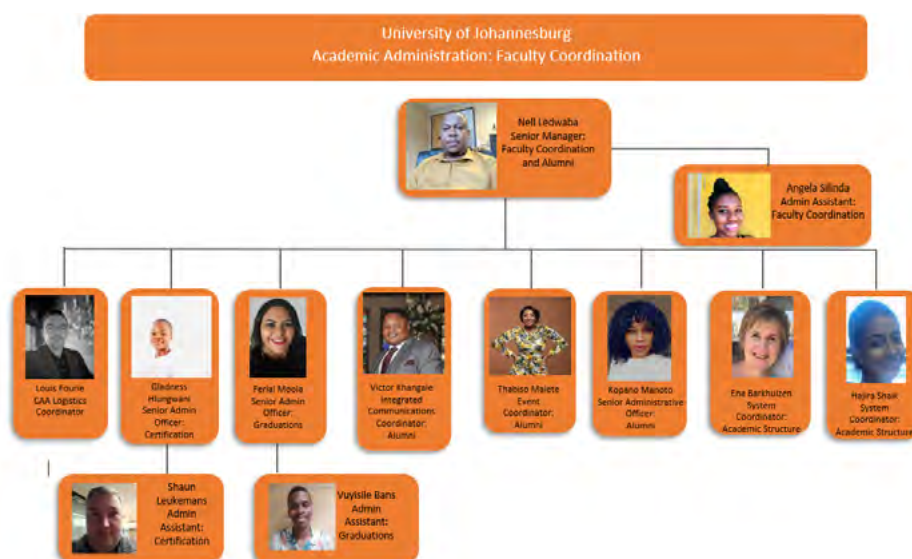 University of Johannesburg
Academic Administration: Faculty Coordination
Nell Ledwaba
Senior Manager:
Faculty Coordination
and Alumni
Angela Silinda
Admin Assistant:
Faculty Coordination
Louis Fourie
CAA Logistics
Coordinator
Gladness
Hlungwani
Senior Admin
Officer:
Certification
Ferial Moola
Senior Admin
Officer:
Graduations
Victor Khangale
Integrated
Communications
Coordinator:
Alumni
Thabiso Malete
Event
Coordinator:
Alumni
Kopano Manoto
Senior Administrative
Officer:
Alumni
Ena Barkhuizen
System
Coordinator:
Academic Structure
Hajira Shaik
System
Coordinator:
Academic Structure
Shaun
Leukemans
Admin
Assistant:
Certification
Vuyisile Bans
Admin
Assistant:
Graduations